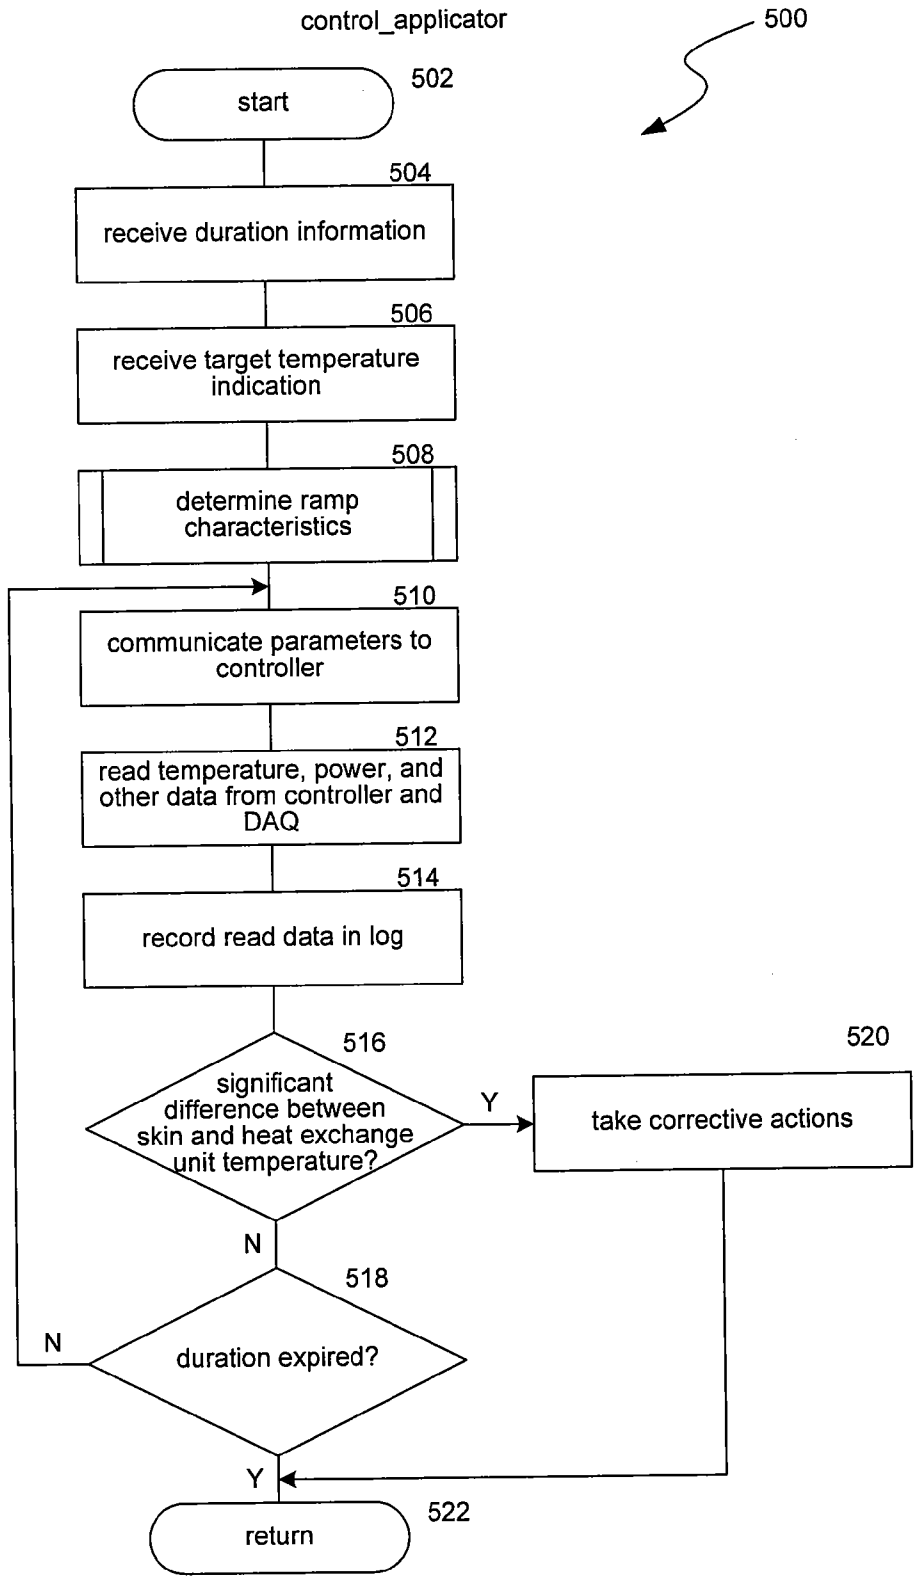 control_applicator
500
502
start
504
receive duration information
506
receive target temperature
indication
508
determine ramp
characteristics
510
communicate parameters to
controller
512
read temperature, power, and
other data from controller and
DAQ
514
record read data in log
516
significant
difference between
skin and heat exchange
unit temperature?
Y
520
take corrective actions
N
518
duration expired?
N
Y
522
return